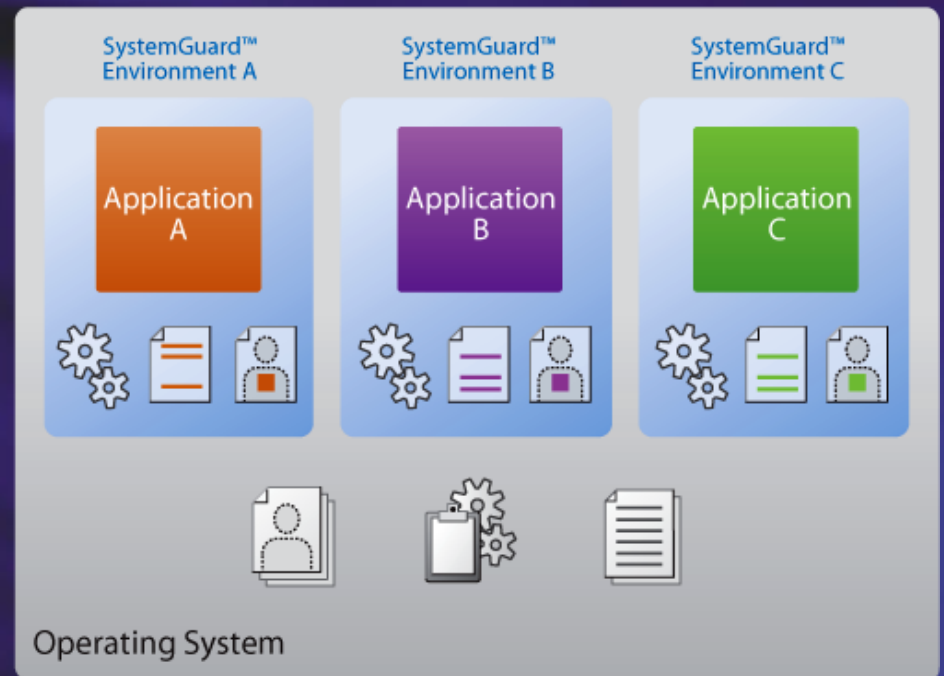 SystemGuard™
Environment A
SystemGuard™
Environment B
SystemGuard™
Environment C
Application
A
Application
B
Application
C
Operating System